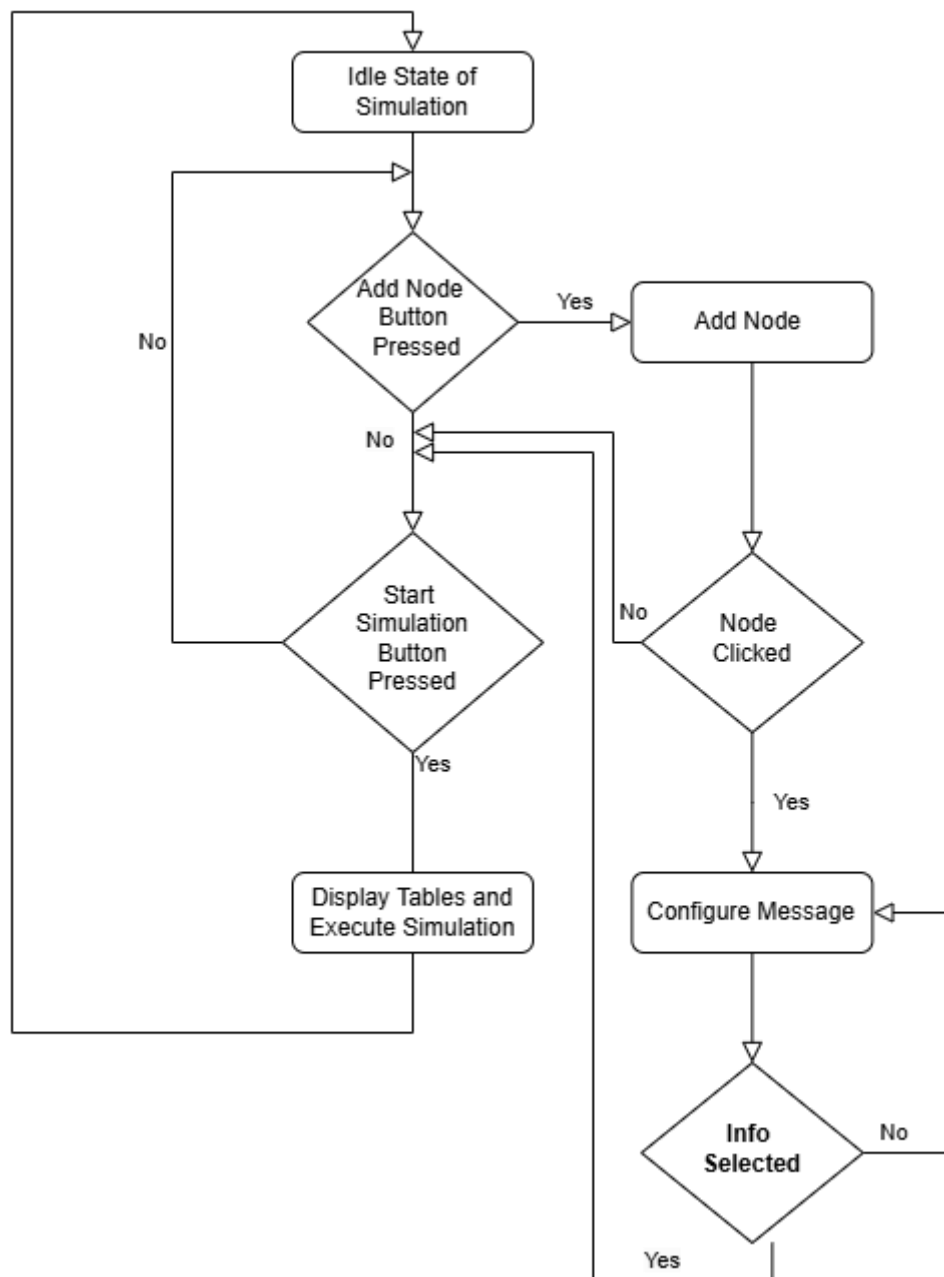 Idle State of
Simulation
Add Node
Button
Pressed
Yes
Add Node
No
No
Start
Simulation
Button
Pressed
No
Node
Clicked
Yes
Yes
Display Tables and
Execute Simulation
Configure Message
Info
Selected
No
Yes